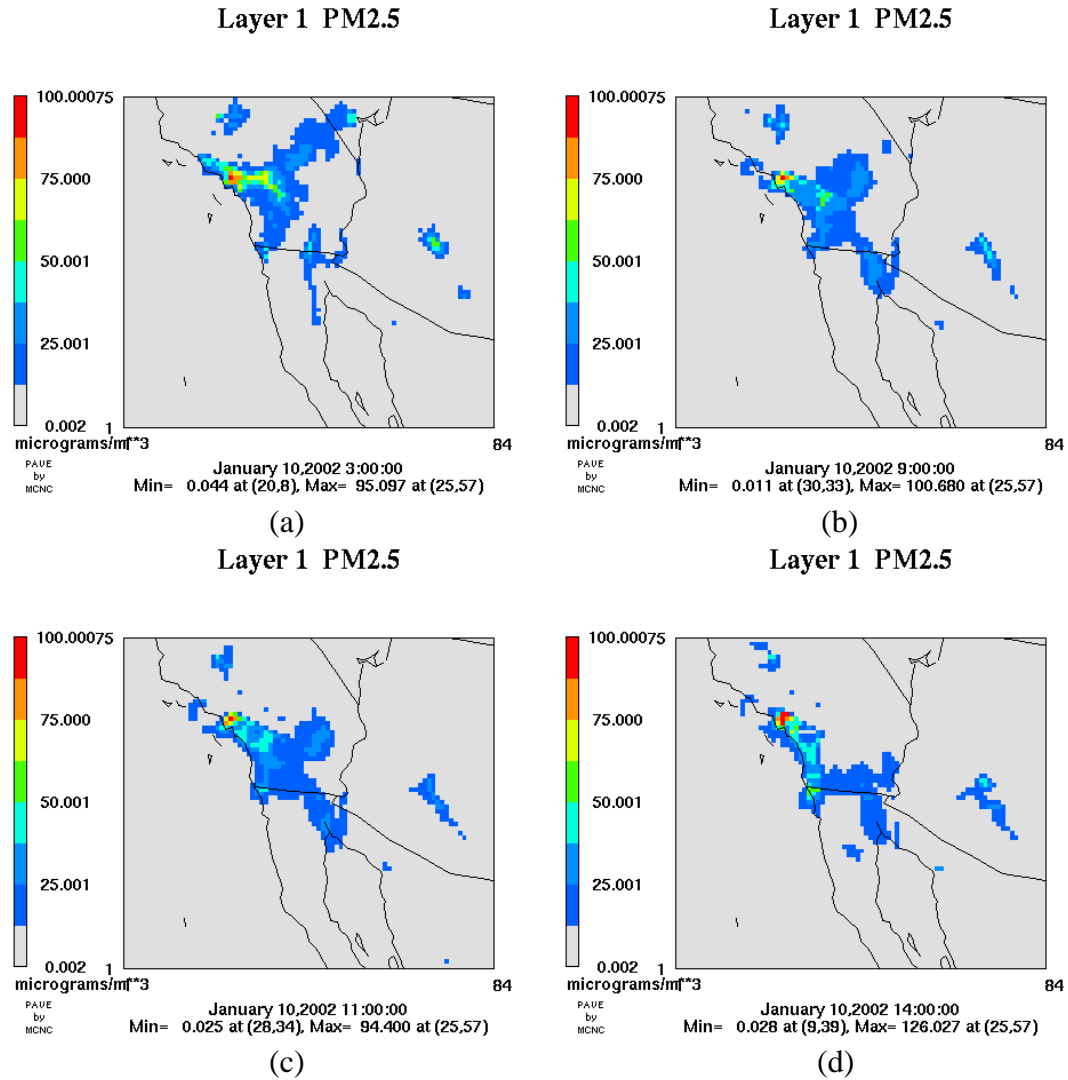 Layer 1 PM2.5
Layer 1 PM2.5
100.000
75
75.000
50.001
25.001
0.002
1
84
micrograms/m**3
PAVE
by
MCNC
January 10,2002 3:00:00
Min= 0.044 at (20,8), Max= 95.097 at (25,57)
(a)
100.000
75
75.000
50.001
25.001
0.002
1
84
micrograms/m**3
PAVE
by
MCNC
January 10,2002 9:00:00
Min= 0.011 at (30,33), Max= 100.680 at (25,57)
(b)
Layer 1 PM2.5
Layer 1 PM2.5
100.000
75
75.000
50.001
25.001
0.002
1
84
micrograms/m**3
PAVE
by
MCNC
January 10,2002 11:00:00
Min= 0.025 at (28,34), Max= 94.400 at (25,57)
(c)
100.000
75
75.000
50.001
25.001
0.002
1
84
micrograms/m**3
PAVE
by
MCNC
January 10,2002 14:00:00
Min= 0.028 at (9,39), Max= 126.027 at (25,57)
(d)